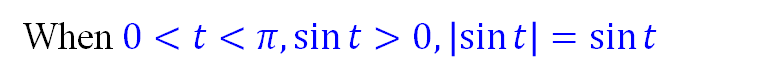 When 0 < t < π, sin t > 0, |sin t| = sin t